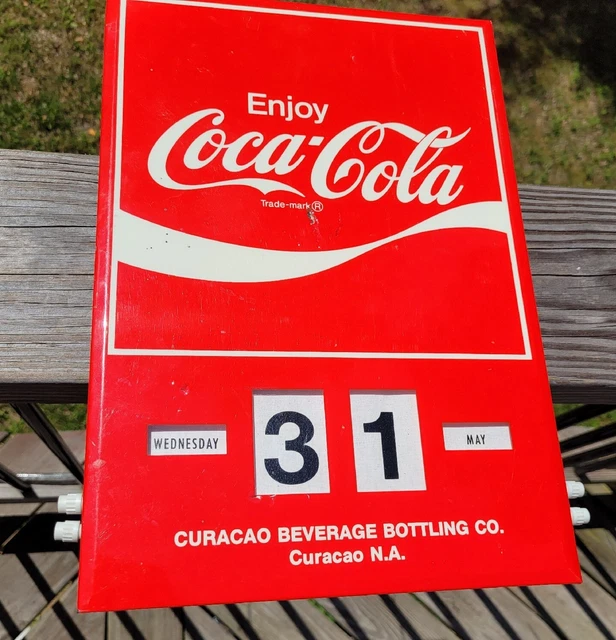 Enjoy
Coca-Cola
Trade-mark ®
WEDNESDAY 31 MAY
CURACAO BEVERAGE BOTTLING CO.
Curacao N.A.